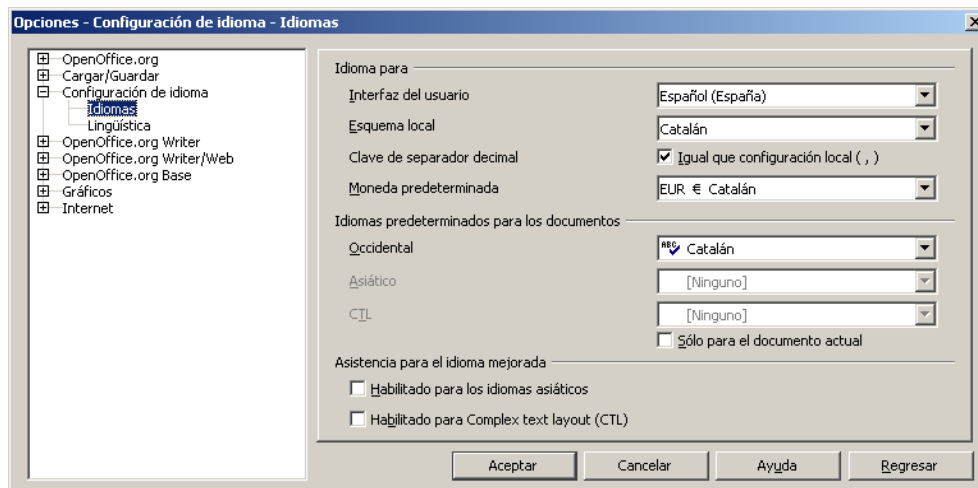 Opciones - Configuración de idioma - Idiomas
OpenOffice.org
Cargar/Guardar
Configuración de idioma
Idiomas
Lingüística
OpenOffice.org Writer
OpenOffice.org Writer/Web
OpenOffice.org Base
Gráficos
Internet
Idioma para
Interfaz del usuario Español (España)
Esquema local Catalán
Clave de separador decimal Igual que configuración local ( , )
Moneda predeterminada EUR € Catalán
Idiomas predeterminados para los documentos
Occidental ABC Catalán
Asiático [Ninguno]
CTL [Ninguno]
Sólo para el documento actual
Asistencia para el idioma mejorada
Habilitado para los idiomas asiáticos
Habilitado para Complex text layout (CTL)
Aceptar Cancelar Ayuda Regresar